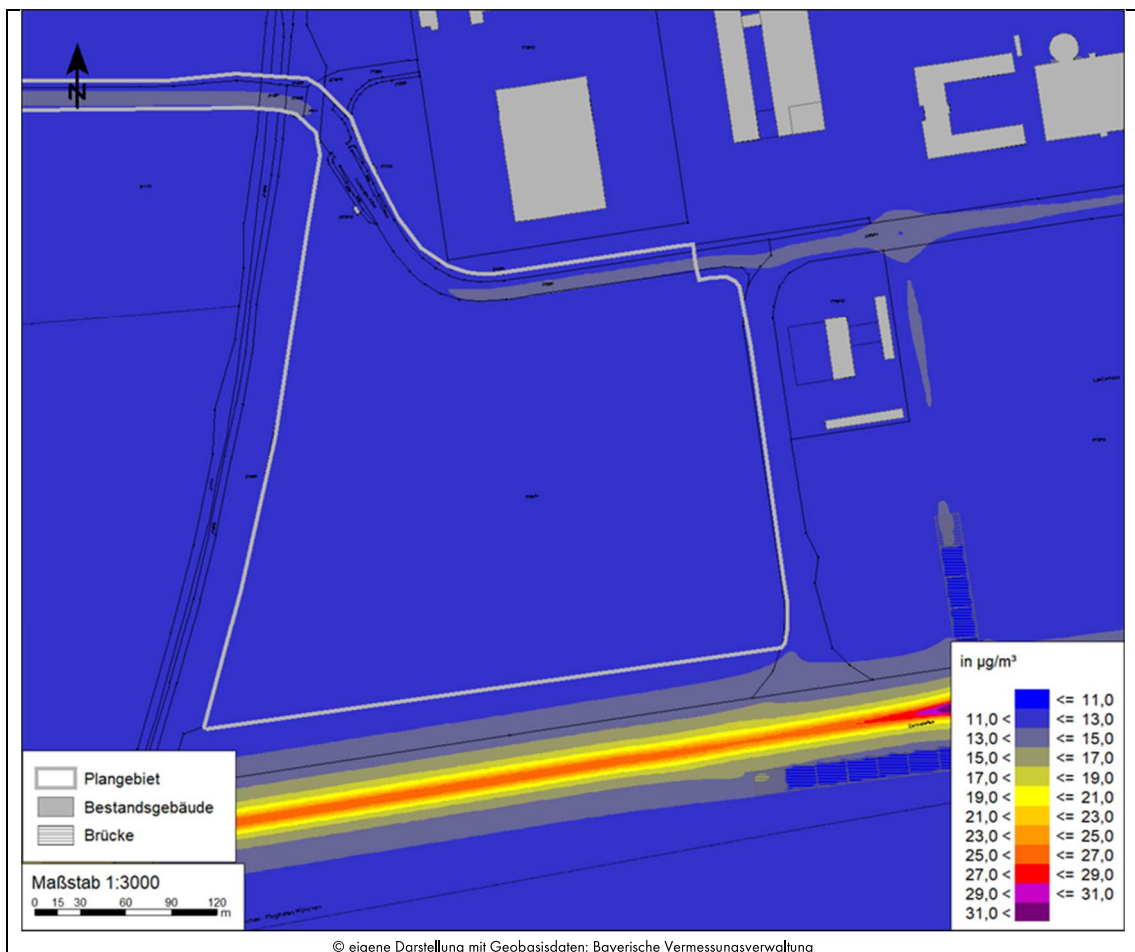 N
in µg/m³
<= 11,0
11,0 < <= 13,0
13,0 < <= 15,0
15,0 < <= 17,0
17,0 < <= 19,0
19,0 < <= 21,0
21,0 < <= 23,0
23,0 < <= 25,0
25,0 < <= 27,0
27,0 < <= 29,0
29,0 < <= 31,0
31,0 <
Plangebiet
Bestandsgebäude
Brücke
Maßstab 1:3000
0 15 30 60 90 120
m
© eigene Darstellung mit Geobasisdaten: Bayerische Vermessungsverwaltung